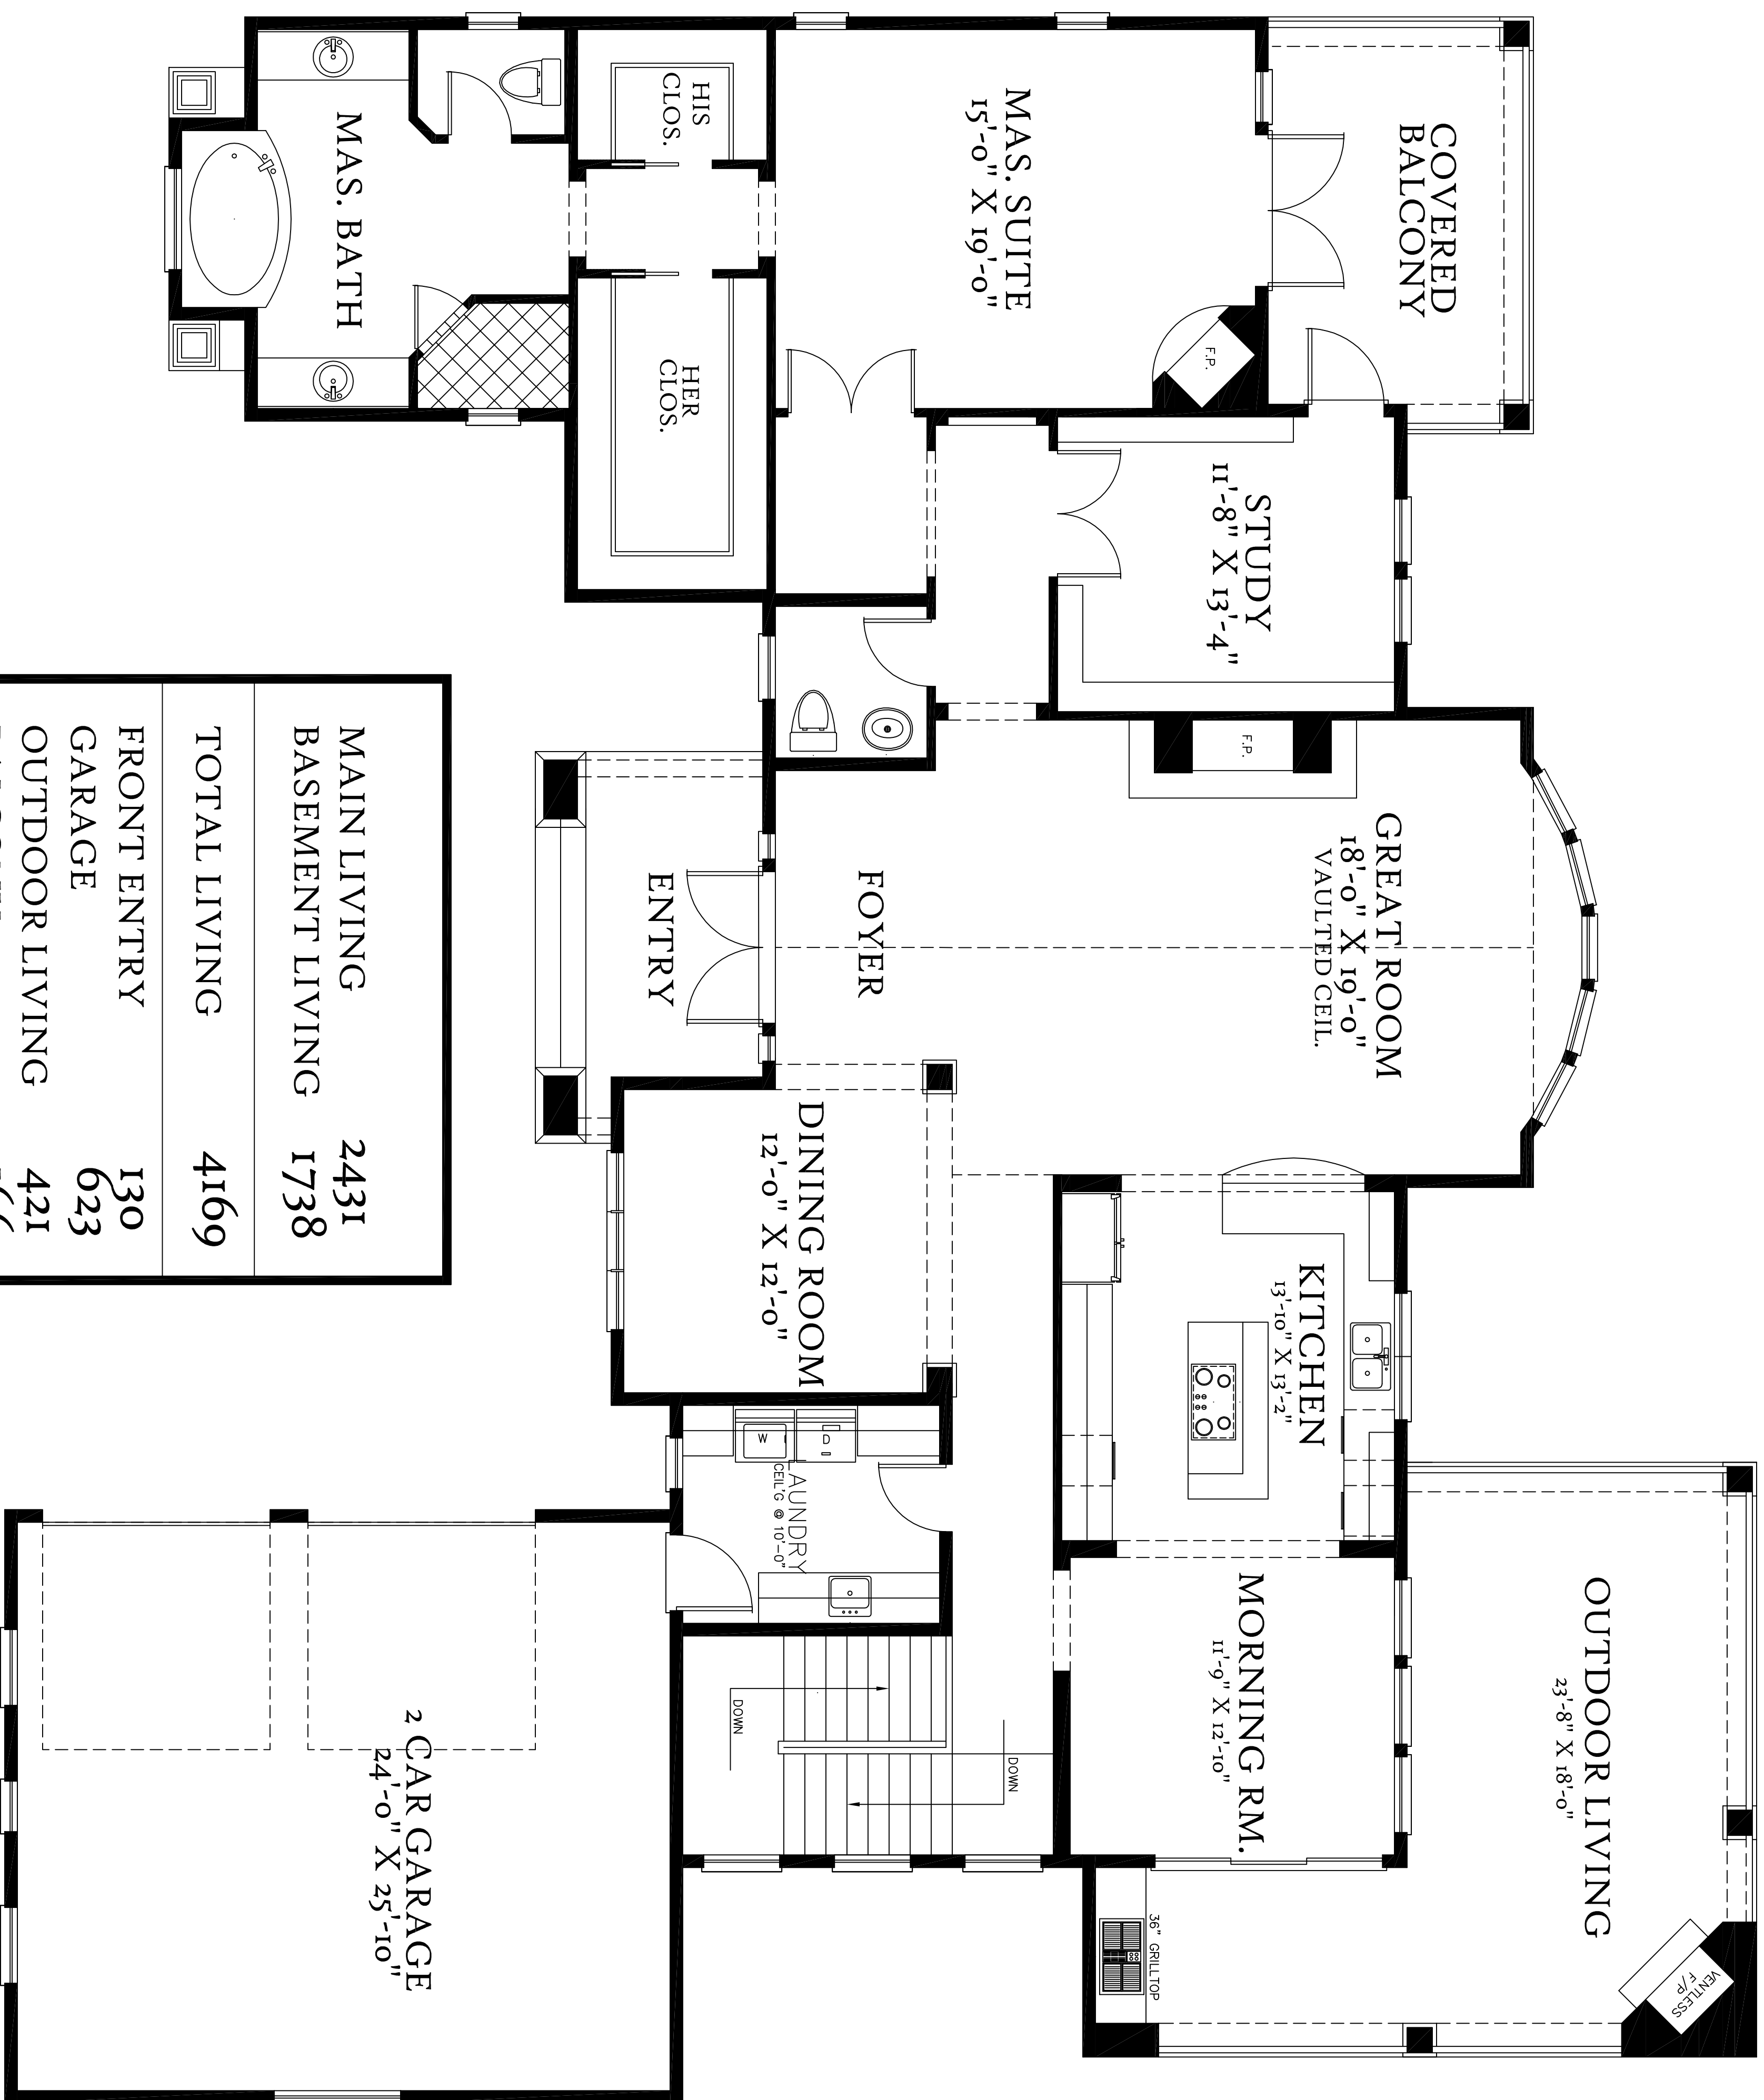 COVERED
BALCONY
MAS. SUITE
15'-0" X 19'-0"
F.P.
HIS
CLOS.
HER
CLOS.
MAS. BATH
STUDY
11'-8" X 13'-4"
GREAT ROOM
18'-0" X 19'-0"
VAULTED CEIL.
F.P.
FOYER
ENTRY
DINING ROOM
12'-0" X 12'-0"
KITCHEN
13'-10" X 13'-2"
MORNING RM.
11'-9" X 12'-10"
OUTDOOR LIVING
23'-8" X 18'-0"
VENTLESS
F/P
36" GRILLTOP
W
D
LAUNDRY
CEIL'G @ 10'-0"
DOWN
DOWN
2 CAR GARAGE
24'-0" X 25'-10"
MAIN LIVING 2431
BASEMENT LIVING 1738
TOTAL LIVING 4169
FRONT ENTRY 130
GARAGE 623
OUTDOOR LIVING 421